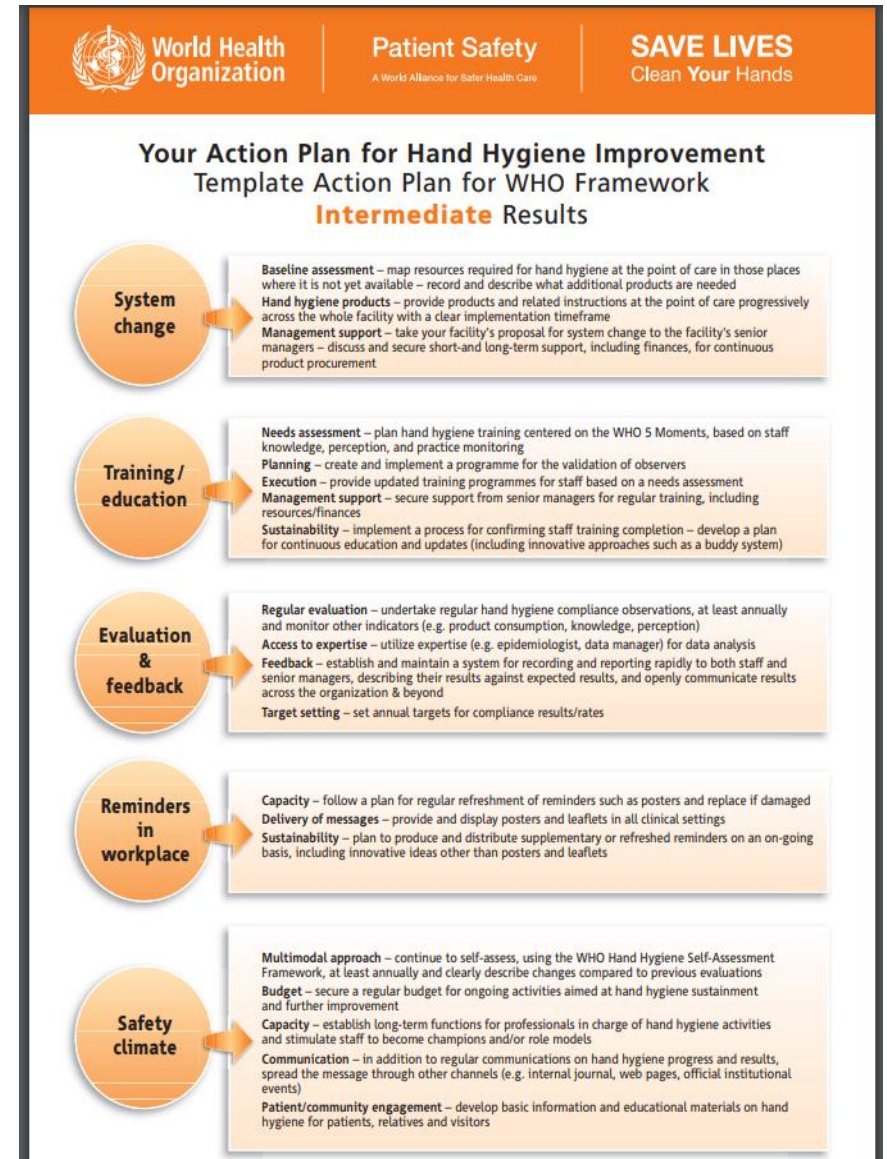 World Health
Organization
Patient Safety
A World Alliance for Safer Health Care
SAVE LIVES
Clean Your Hands
Your Action Plan for Hand Hygiene Improvement
Template Action Plan for WHO Framework
Intermediate Results
System
change
Baseline assessment – map resources required for hand hygiene at the point of care in those places
where it is not yet available – record and describe what additional products are needed
Hand hygiene products – provide products and related instructions at the point of care progressively
across the whole facility with a clear implementation timeframe
Management support – take your facility's proposal for system change to the facility's senior
managers – discuss and secure short-and long-term support, including finances, for continuous
product procurement
Training /
education
Needs assessment – plan hand hygiene training centered on the WHO 5 Moments, based on staff
knowledge, perception, and practice monitoring
Planning – create and implement a programme for the validation of observers
Execution – provide updated training programmes for staff based on a needs assessment
Management support – secure support from senior managers for regular training, including
resources/finances
Sustainability – implement a process for confirming staff training completion – develop a plan
for continuous education and updates (including innovative approaches such as a buddy system)
Evaluation
&
feedback
Regular evaluation – undertake regular hand hygiene compliance observations, at least annually
and monitor other indicators (e.g. product consumption, knowledge, perception)
Access to expertise – utilize expertise (e.g. epidemiologist, data manager) for data analysis
Feedback – establish and maintain a system for recording and reporting rapidly to both staff and
senior managers, describing their results against expected results, and openly communicate results
across the organization & beyond
Target setting – set annual targets for compliance results/rates
Reminders
in
workplace
Capacity – follow a plan for regular refreshment of reminders such as posters and replace if damaged
Delivery of messages – provide and display posters and leaflets in all clinical settings
Sustainability – plan to produce and distribute supplementary or refreshed reminders on an on-going
basis, including innovative ideas other than posters and leaflets
Safety
climate
Multimodal approach – continue to self-assess, using the WHO Hand Hygiene Self-Assessment
Framework, at least annually and clearly describe changes compared to previous evaluations
Budget – secure a regular budget for ongoing activities aimed at hand hygiene sustainment
and further improvement
Capacity – establish long-term functions for professionals in charge of hand hygiene activities
and stimulate staff to become champions and/or role models
Communication – in addition to regular communications on hand hygiene progress and results,
spread the message through other channels (e.g. internal journal, web pages, official institutional
events)
Patient/community engagement – develop basic information and educational materials on hand
hygiene for patients, relatives and visitors